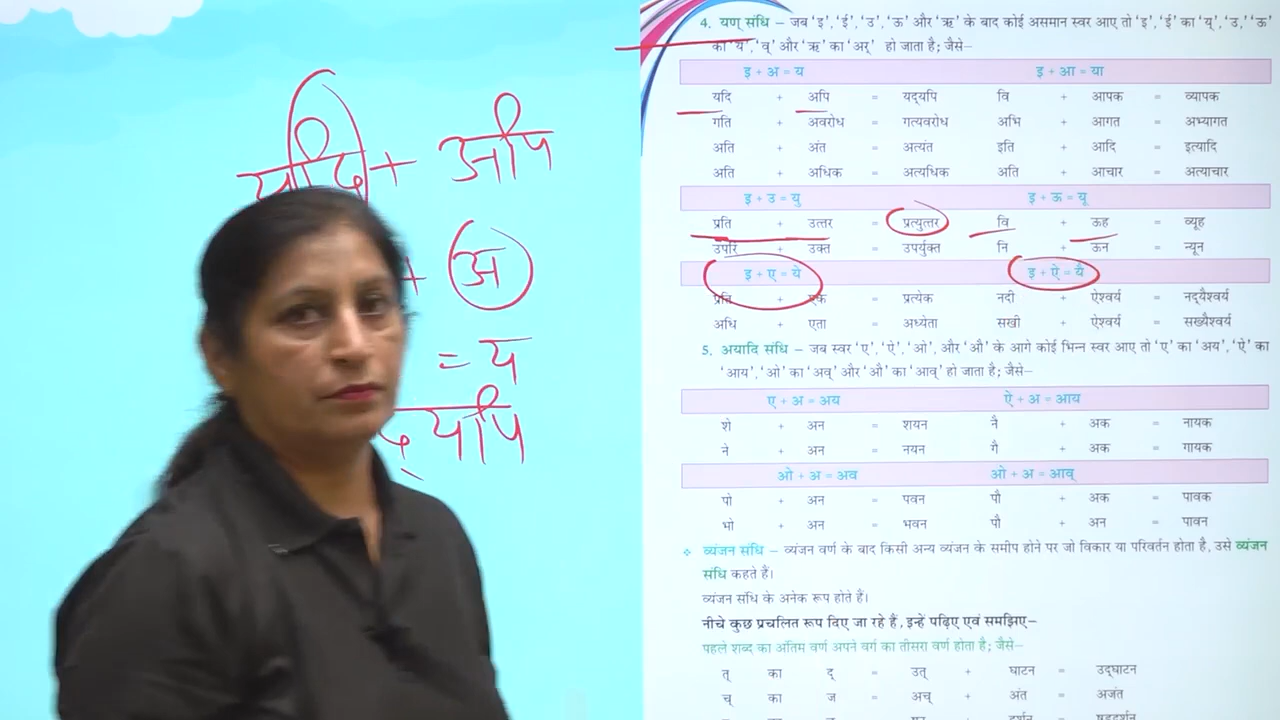 यदि + अपि
+ अ
= य
द्यपि
4. यण् संधि – जब 'इ', 'ई', 'उ', 'ऊ' और 'ऋ' के बाद कोई असमान स्वर आए तो 'इ', 'ई' का 'य्', 'उ,' 'ऊ'
का 'य', 'व्' और 'ऋ' का 'अर्' हो जाता है; जैसे–
इ + अ = य इ + आ = या
यदि + अपि = यद्यपि वि + आपक = व्यापक
गति + अवरोध = गत्यवरोध अभि + आगत = अभ्यागत
अति + अंत = अत्यंत इति + आदि = इत्यादि
अति + अधिक = अत्यधिक अति + आचार = अत्याचार
इ + उ = यु इ + ऊ = यू
प्रति + उत्तर = प्रत्युत्तर वि + ऊह = व्यूह
उपरि + उक्त = उपर्युक्त नि + ऊन = न्यून
इ + ए = ये इ + ऐ = यै
प्रति + एक = प्रत्येक नदी + ऐश्वर्य = नद्यैश्वर्य
अधि + एता = अध्येता सखी + ऐश्वर्य = सख्यैश्वर्य
5. अयादि संधि – जब स्वर 'ए', 'ऐ', 'ओ', और 'औ' के आगे कोई भिन्न स्वर आए तो 'ए' का 'अय', 'ऐ' का
'आय', 'ओ' का 'अव्' और 'औ' का 'आव्' हो जाता है; जैसे–
ए + अ = अय ऐ + अ = आय
शे + अन = शयन नै + अक = नायक
ने + अन = नयन गै + अक = गायक
ओ + अ = अव ओ + अ = आव्
पो + अन = पवन पौ + अक = पावक
भो + अन = भवन पौ + अन = पावन
❖ व्यंजन संधि – व्यंजन वर्ण के बाद किसी अन्य व्यंजन के समीप होने पर जो विकार या परिवर्तन होता है, उसे व्यंजन
संधि कहते हैं।
व्यंजन संधि के अनेक रूप होते हैं।
नीचे कुछ प्रचलित रूप दिए जा रहे हैं, इन्हें पढ़िए एवं समझिए–
पहले शब्द का अंतिम वर्ण अपने वर्ग का तीसरा वर्ण होता है; जैसे–
त् का द् = उत् + घाटन = उद्घाटन
च् का ज = अच् + अंत = अजंत